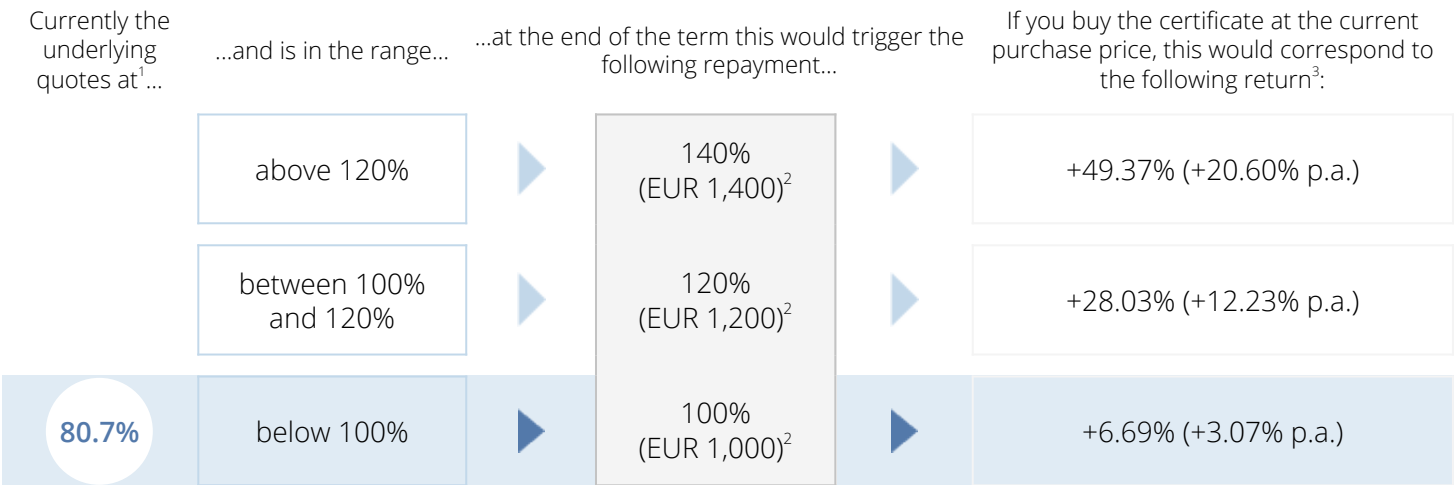 Currently the
underlying
quotes at¹...
...and is in the range...
...at the end of the term this would trigger the
following repayment...
If you buy the certificate at the current
purchase price, this would correspond to
the following return³:
above 120%
140%
(EUR 1,400)²
+49.37% (+20.60% p.a.)
between 100%
and 120%
120%
(EUR 1,200)²
+28.03% (+12.23% p.a.)
80.7%
below 100%
100%
(EUR 1,000)²
+6.69% (+3.07% p.a.)